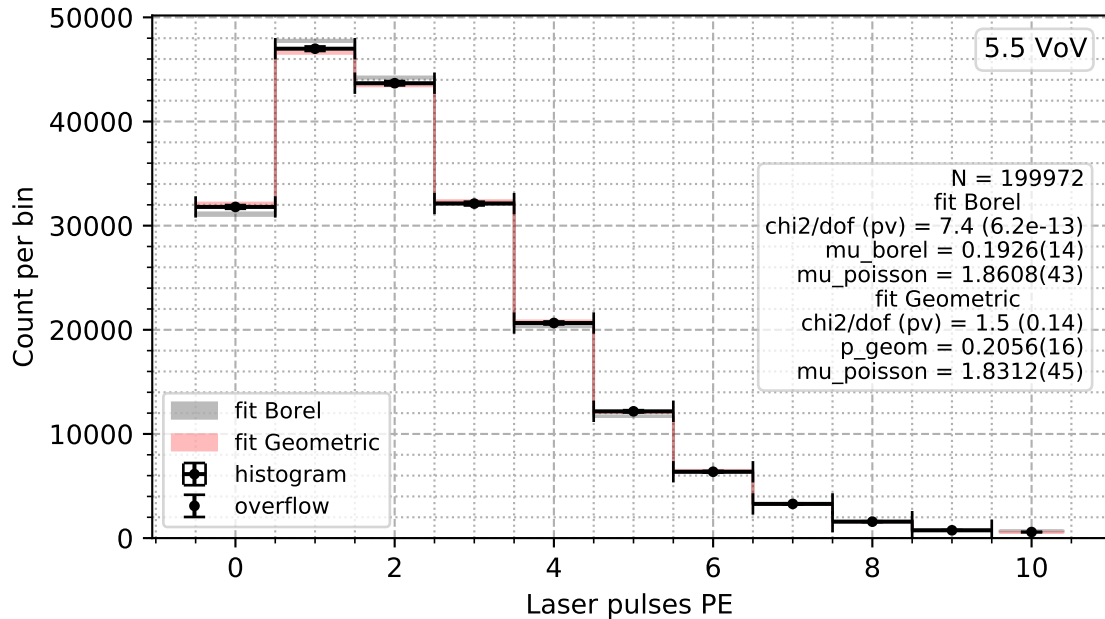 50000
40000
30000
20000
10000
0
Count per bin
5.5 VoV
N = 199972
fit Borel
chi2/dof (pv) = 7.4 (6.2e-13)
mu_borel = 0.1926(14)
mu_poisson = 1.8608(43)
fit Geometric
chi2/dof (pv) = 1.5 (0.14)
p_geom = 0.2056(16)
mu_poisson = 1.8312(45)
fit Borel
fit Geometric
histogram
overflow
0 2 4 6 8 10
Laser pulses PE